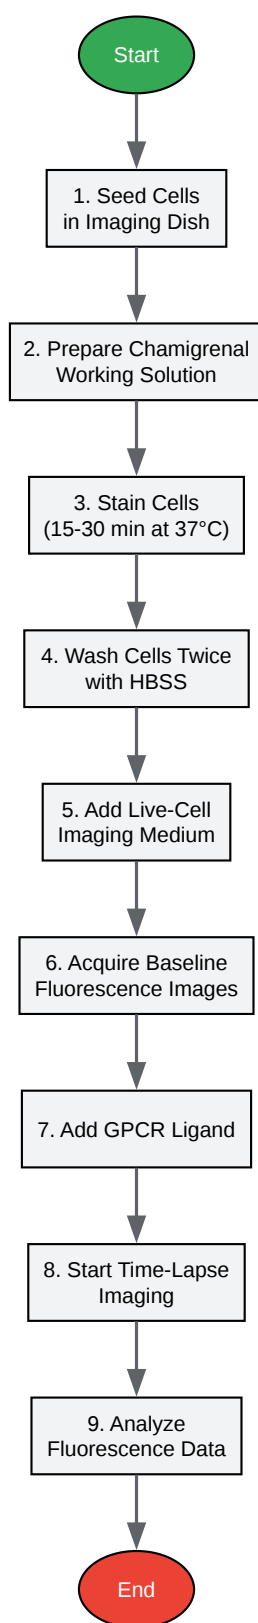 Start
1. Seed Cells
in Imaging Dish
2. Prepare Chamigrenal
Working Solution
3. Stain Cells
(15-30 min at 37°C)
4. Wash Cells Twice
with HBSS
5. Add Live-Cell
Imaging Medium
6. Acquire Baseline
Fluorescence Images
7. Add GPCR Ligand
8. Start Time-Lapse
Imaging
9. Analyze
Fluorescence Data
End